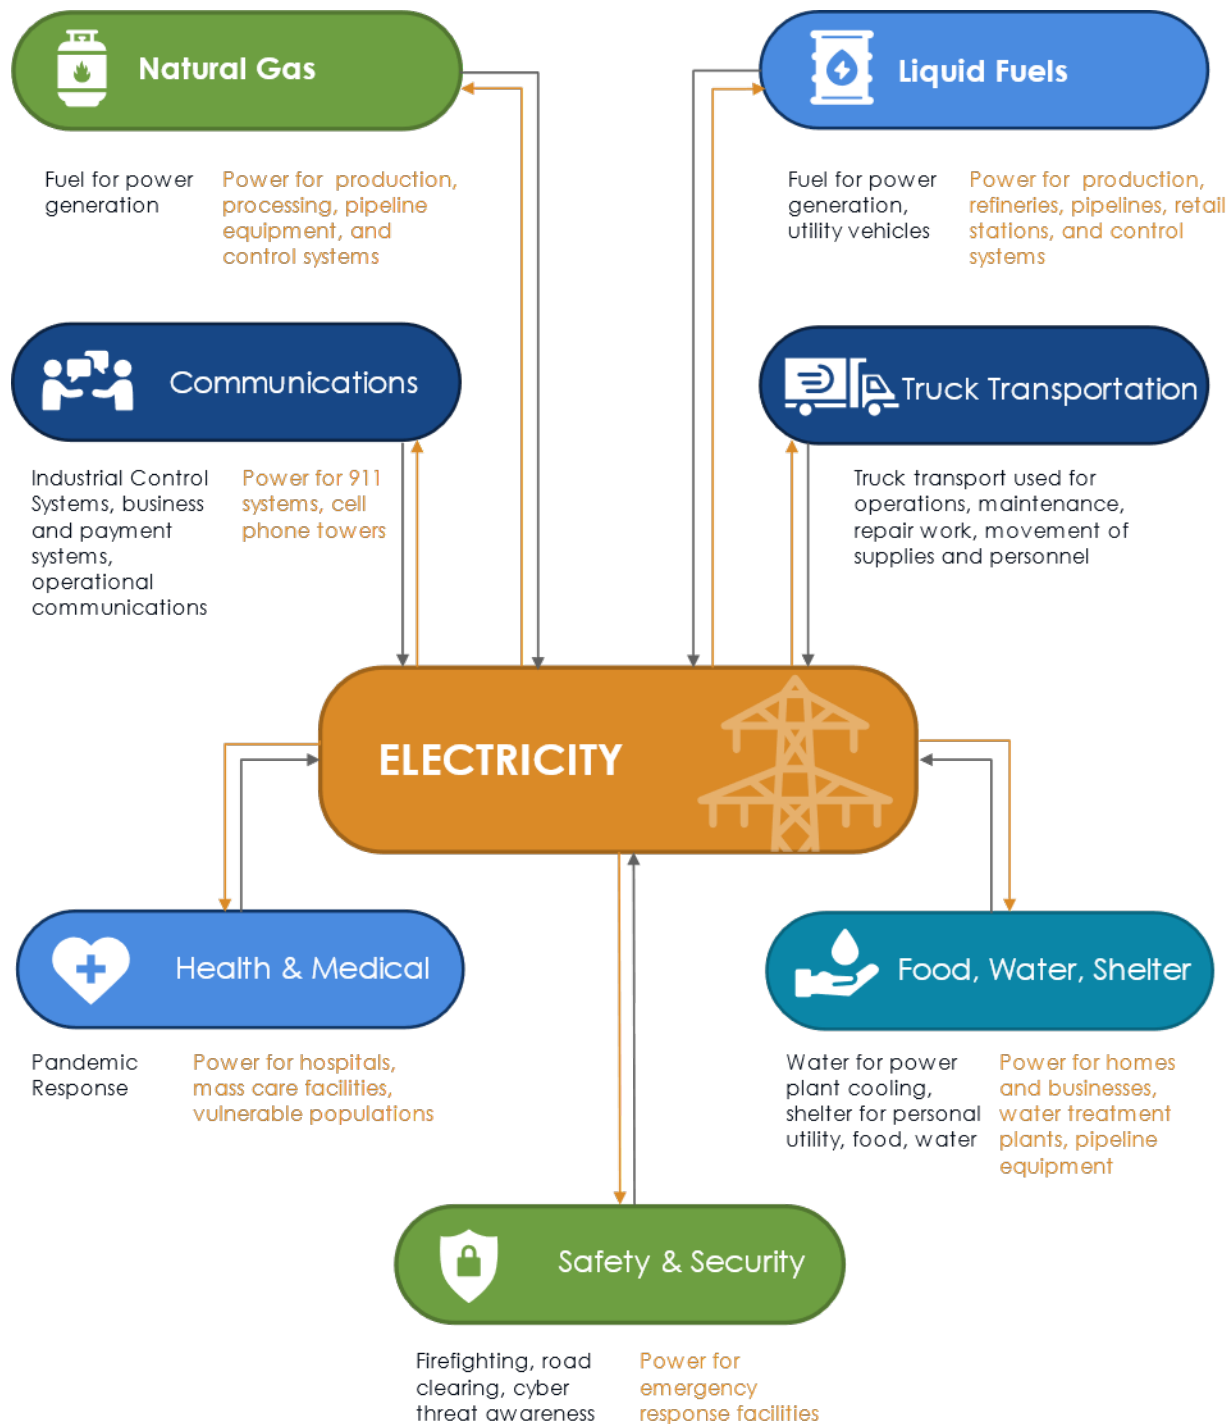 Natural Gas
Fuel for power
generation
Power for production,
processing, pipeline
equipment, and
control systems
Liquid Fuels
Fuel for power
generation,
utility vehicles
Power for production,
refineries, pipelines, retail
stations, and control
systems
Communications
Industrial Control
Systems, business
and payment
systems,
operational
communications
Power for 911
systems, cell
phone towers
Truck Transportation
Truck transport used for
operations, maintenance,
repair work, movement of
supplies and personnel
ELECTRICITY
Health & Medical
Pandemic
Response
Power for hospitals,
mass care facilities,
vulnerable populations
Food, Water, Shelter
Water for power
plant cooling,
shelter for personal
utility, food, water
Power for homes
and businesses,
water treatment
plants, pipeline
equipment
Safety & Security
Firefighting, road
clearing, cyber
threat awareness
Power for
emergency
response facilities